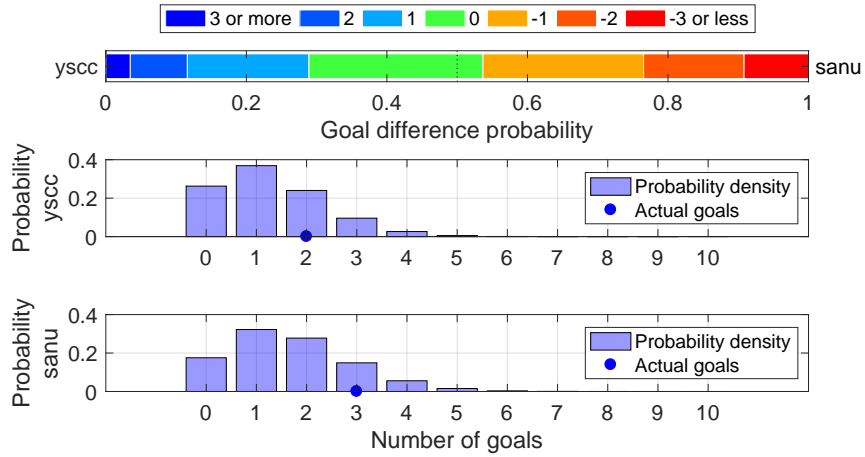 3 or more 2 1 0 -1 -2 -3 or less
yscc sanu
0 0.2 0.4 0.6 0.8 1
Goal difference probability
Probability
yscc
0.4
0.2
0
Probability density
Actual goals
0 1 2 3 4 5 6 7 8 9 10
Probability
sanu
0.4
0.2
0
Probability density
Actual goals
0 1 2 3 4 5 6 7 8 9 10
Number of goals